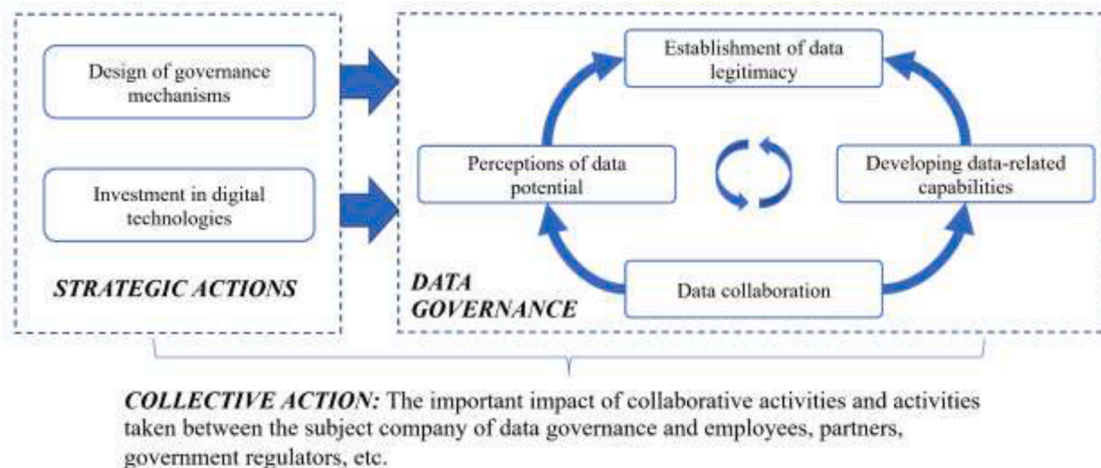 Design of governance
mechanisms
Investment in digital
technologies
STRATEGIC ACTIONS
Establishment of data
legitimacy
Perceptions of data
potential
Developing data-related
capabilities
Data collaboration
DATA
GOVERNANCE
COLLECTIVE ACTION: The important impact of collaborative activities and activities
taken between the subject company of data governance and employees, partners,
government regulators, etc.